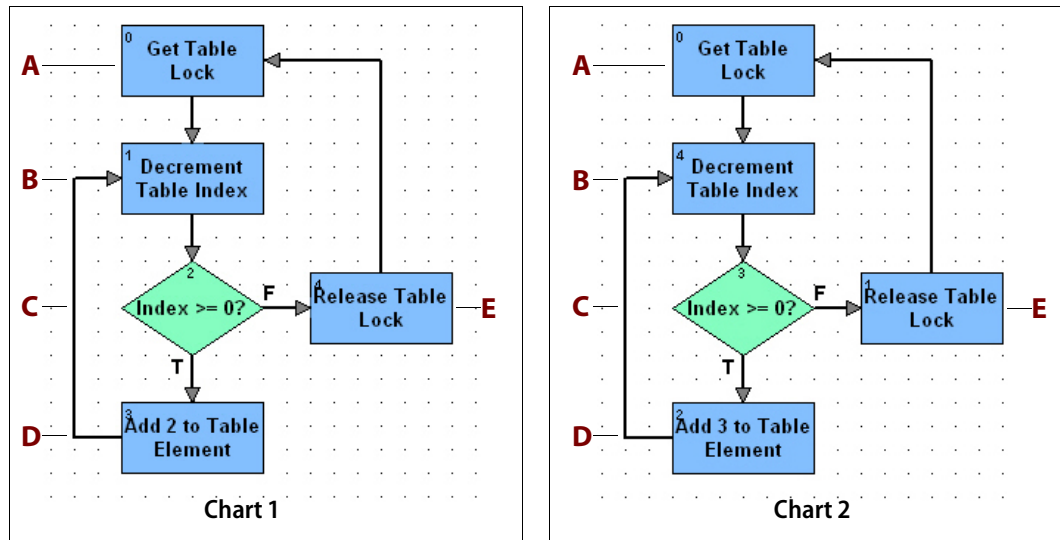 0
Get Table
Lock
A
1
Decrement
Table Index
B
2
Index >= 0?
C
F
4
Release Table
Lock
E
T
3
Add 2 to Table
Element
D
Chart 1
0
Get Table
Lock
A
4
Decrement
Table Index
B
3
Index >= 0?
C
F
1
Release Table
Lock
E
T
2
Add 3 to Table
Element
D
Chart 2